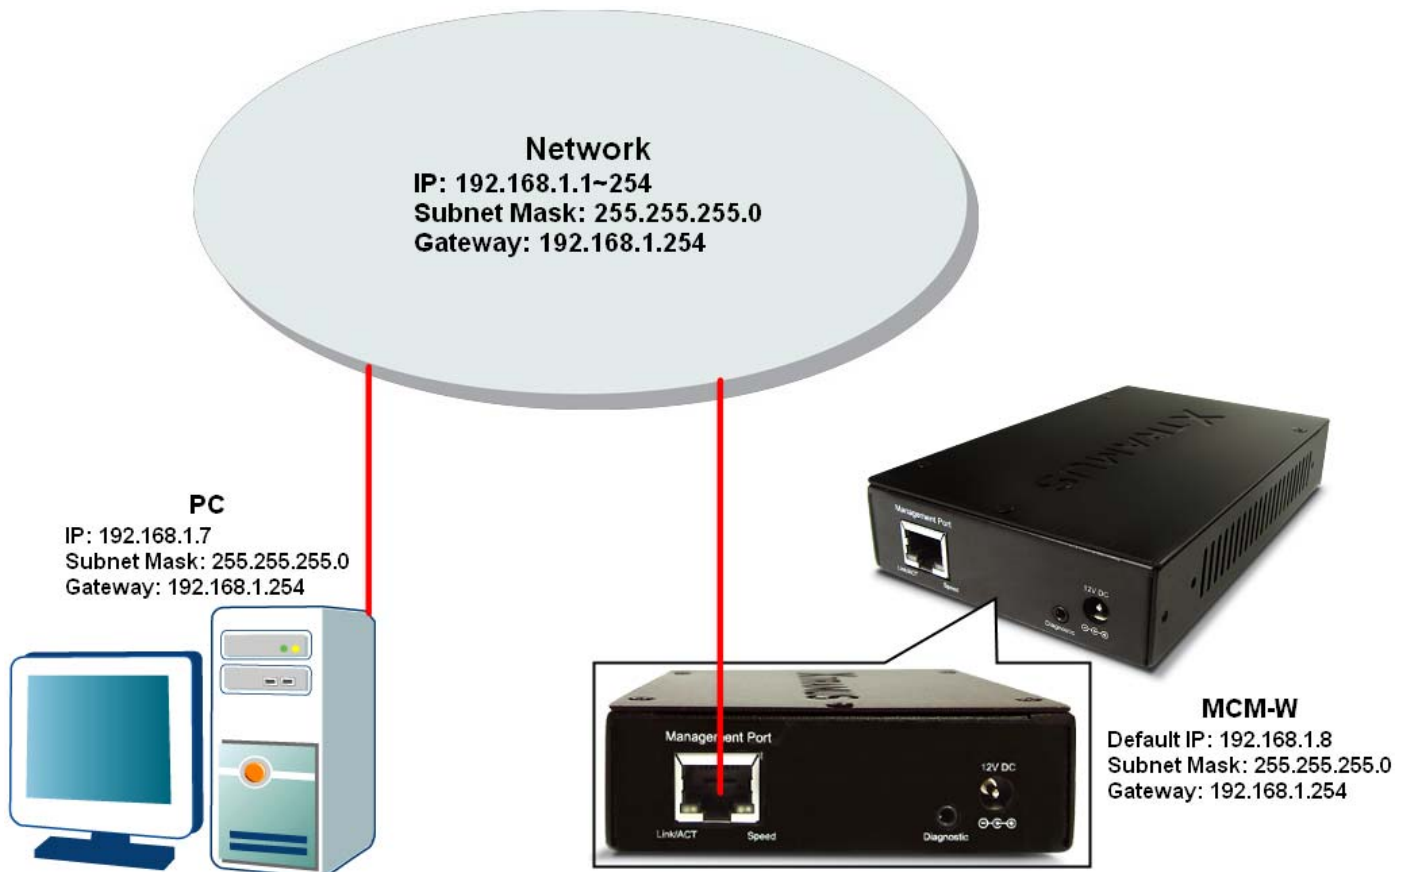 Network
IP: 192.168.1.1~254
Subnet Mask: 255.255.255.0
Gateway: 192.168.1.254
PC
IP: 192.168.1.7
Subnet Mask: 255.255.255.0
Gateway: 192.168.1.254
XTRAMUS
Management Port
Link/ACT
Speed
Diagnostic
12V DC
MCM-W
Default IP: 192.168.1.8
Subnet Mask: 255.255.255.0
Gateway: 192.168.1.254
Management Port
12V DC
Link/ACT
Speed
Diagnostic